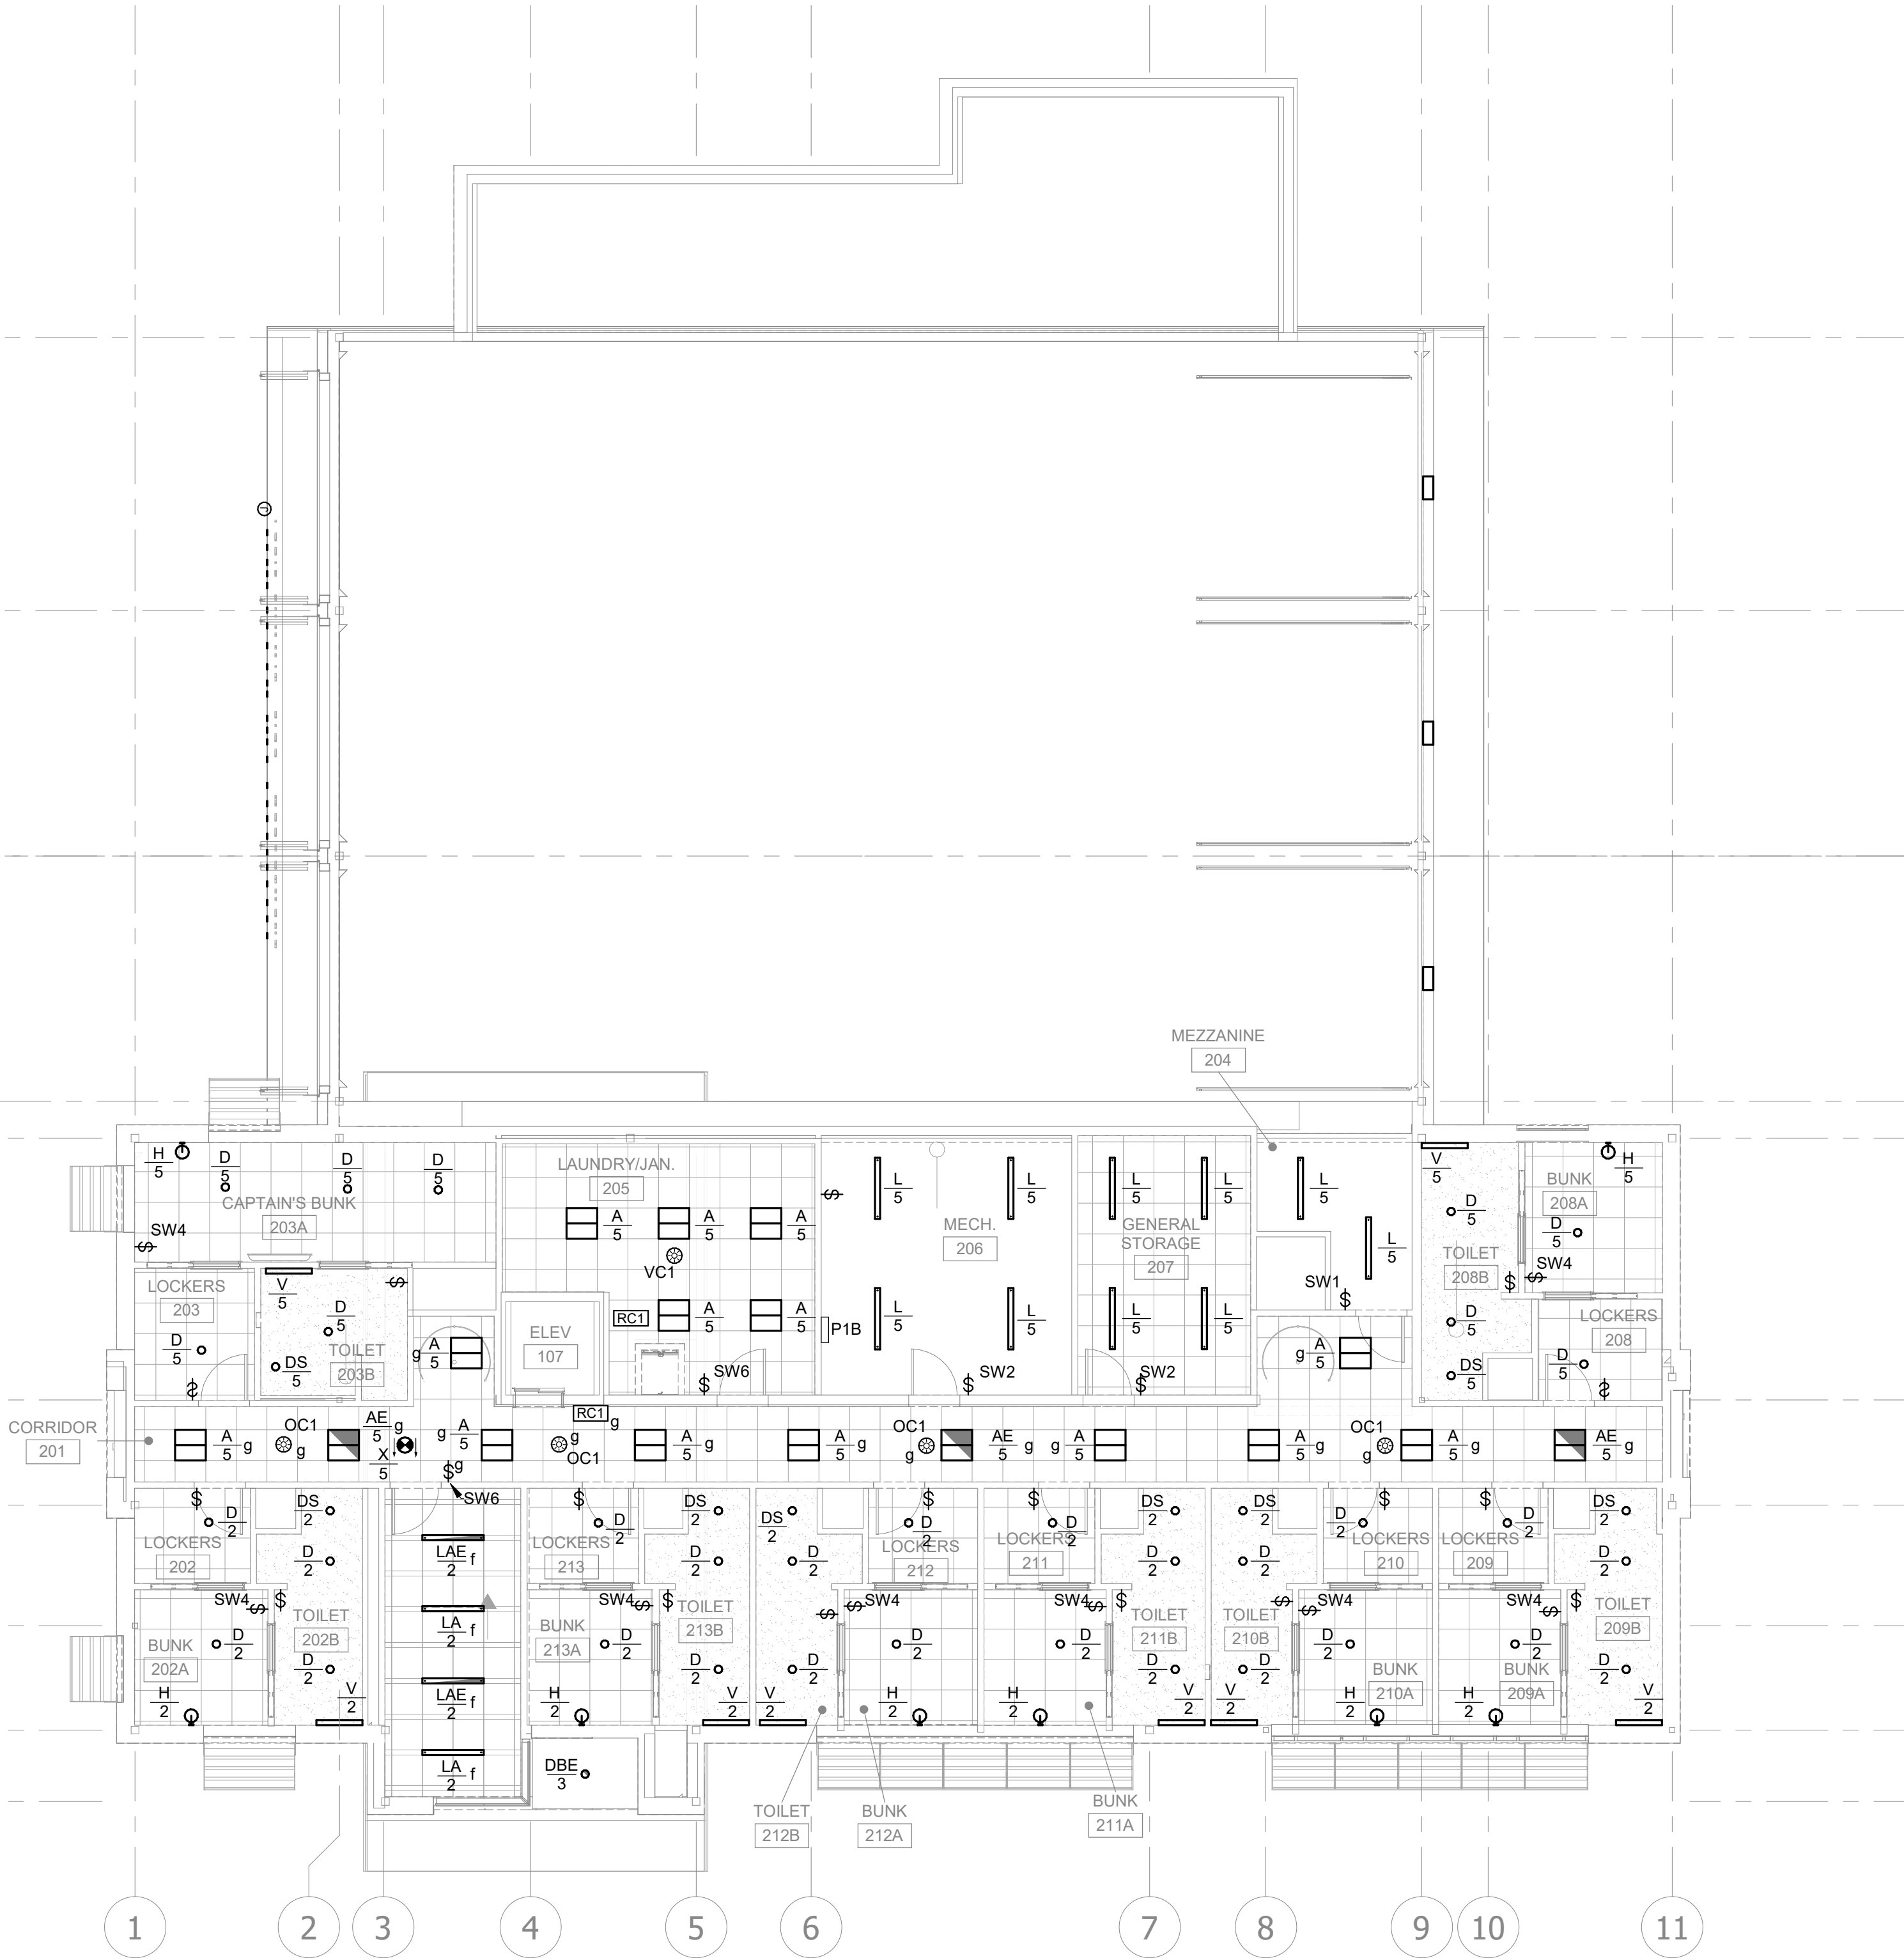 MEZZANINE
204
H
5
D
5
D
5
D
5
CAPTAIN'S BUNK
203A
SW4
LAUNDRY/JAN.
205
A
5
A
5
A
5
VC1
RC1
A
5
A
5
P1B
SW6
L
5
L
5
MECH.
206
L
5
L
5
SW2
L
5
L
5
GENERAL
STORAGE
207
L
5
L
5
SW2
L
5
L
5
SW1
V
5
D
5
TOILET
208B
D
5
DS
5
BUNK
208A
H
5
D
5
SW4
LOCKERS
208
D
5
LOCKERS
203
D
5
V
5
D
5
DS
5
TOILET
203B
g
A
5
ELEV
107
g
A
5
CORRIDOR
201
A
5
g
OC1
g
AE
5
g
X
5
g
A
5
g
SW6
RC1
g
g
OC1
A
5
g
A
5
g
OC1
g
AE
5
g
g
A
5
A
5
g
OC1
g
A
5
g
AE
5
g
D
2
LOCKERS
202
DS
2
D
2
SW4
BUNK
202A
D
2
H
2
TOILET
202B
D
2
V
2
LAE
2
f
LA
2
f
LAE
2
f
LA
2
f
D
2
LOCKERS
213
DS
2
D
2
SW4
BUNK
213A
D
2
H
2
TOILET
213B
D
2
V
2
DBE
3
DS
2
D
2
D
2
V
2
TOILET
212B
D
2
LOCKERS
212
SW4
D
2
H
2
BUNK
212A
D
2
LOCKERS
211
SW4
D
2
H
2
BUNK
211A
DS
2
D
2
TOILET
211B
D
2
V
2
DS
2
D
2
TOILET
210B
D
2
V
2
D
2
LOCKERS
210
SW4
D
2
BUNK
210A
H
2
D
2
LOCKERS
209
SW4
D
2
BUNK
209A
H
2
DS
2
D
2
TOILET
209B
D
2
V
2
1
2
3
4
5
6
7
8
9
10
11